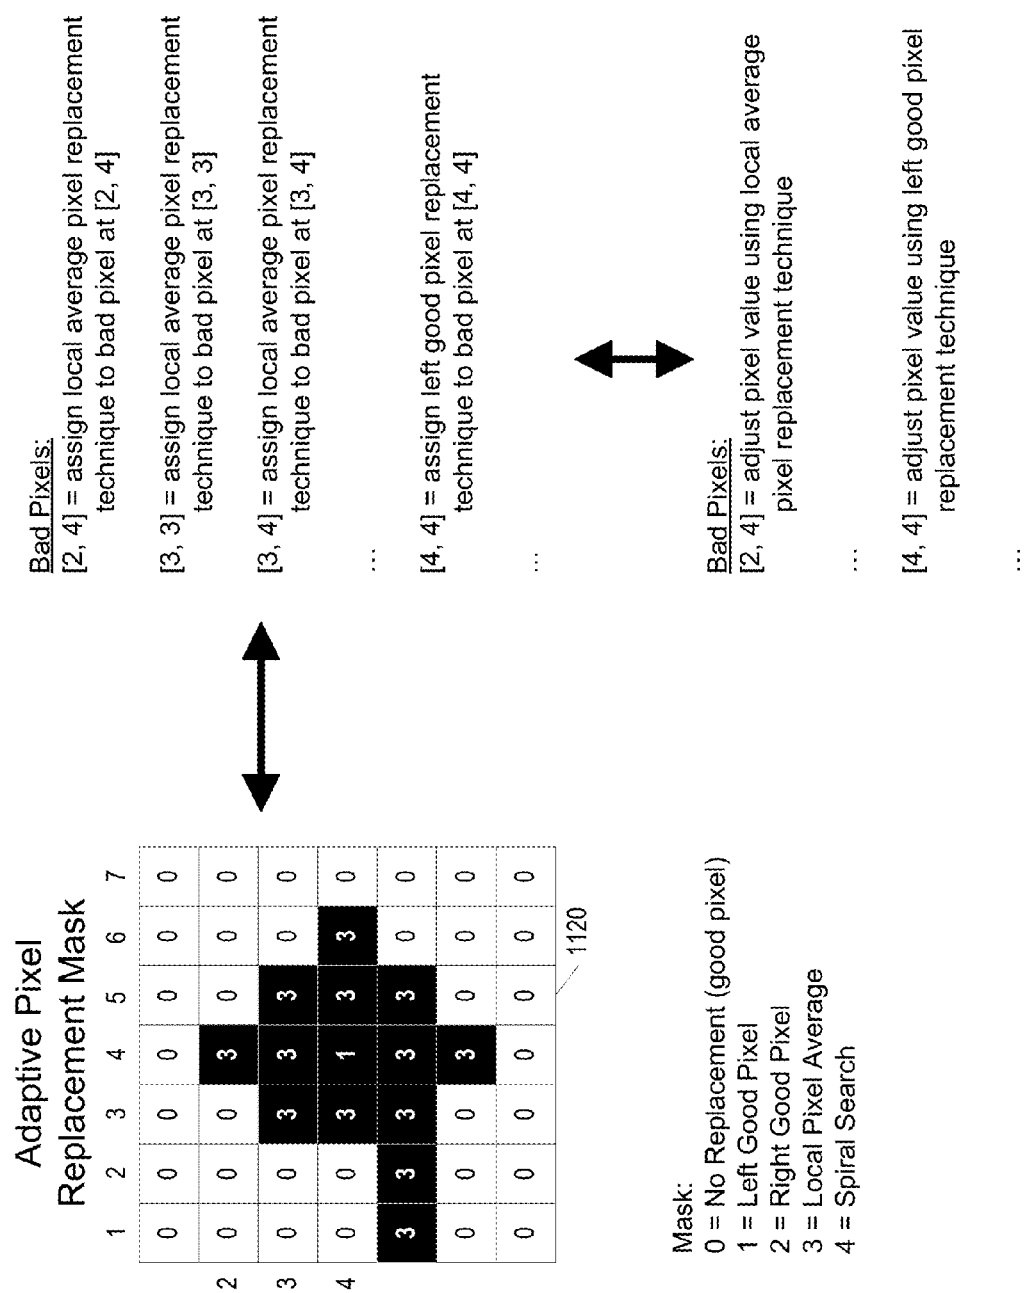 Adaptive Pixel
Replacement Mask
1 2 3 4 5 6 7
0 0 0 0 0 0 0
2 0 0 0 3 0 0 0
3 0 0 3 3 3 0 0
4 0 0 3 1 3 3 0
3 3 3 3 3 0 0
0 0 0 3 0 0 0
0 0 0 0 0 0 0
1120
Mask:
0 = No Replacement (good pixel)
1 = Left Good Pixel
2 = Right Good Pixel
3 = Local Pixel Average
4 = Spiral Search
Bad Pixels:
[2, 4] = assign local average pixel replacement
technique to bad pixel at [2, 4]
[3, 3] = assign local average pixel replacement
technique to bad pixel at [3, 3]
[3, 4] = assign local average pixel replacement
technique to bad pixel at [3, 4]
...
[4, 4] = assign left good pixel replacement
technique to bad pixel at [4, 4]
...
Bad Pixels:
[2, 4] = adjust pixel value using local average
pixel replacement technique
...
[4, 4] = adjust pixel value using left good pixel
replacement technique
...